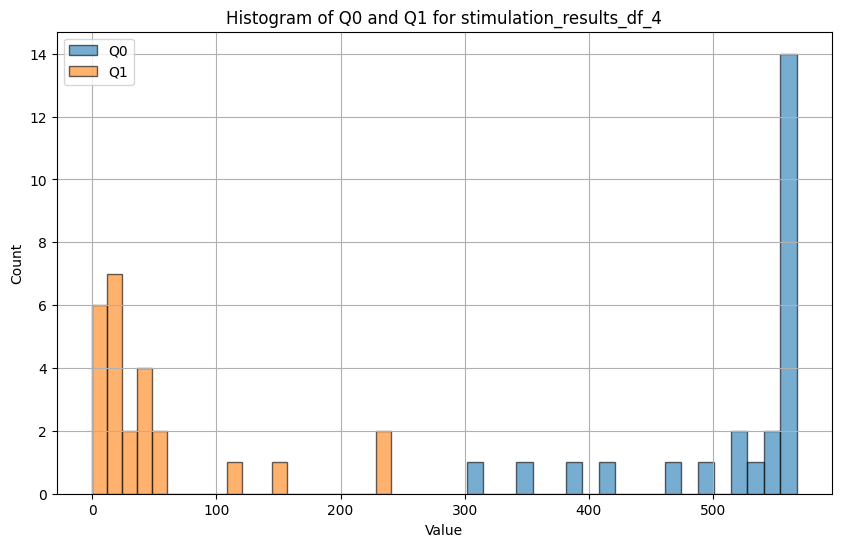 Histogram of Q0 and Q1 for stimulation_results_df_4
Q0
Q1
14
12
10
8
6
4
2
0
Count
0 100 200 300 400 500
Value